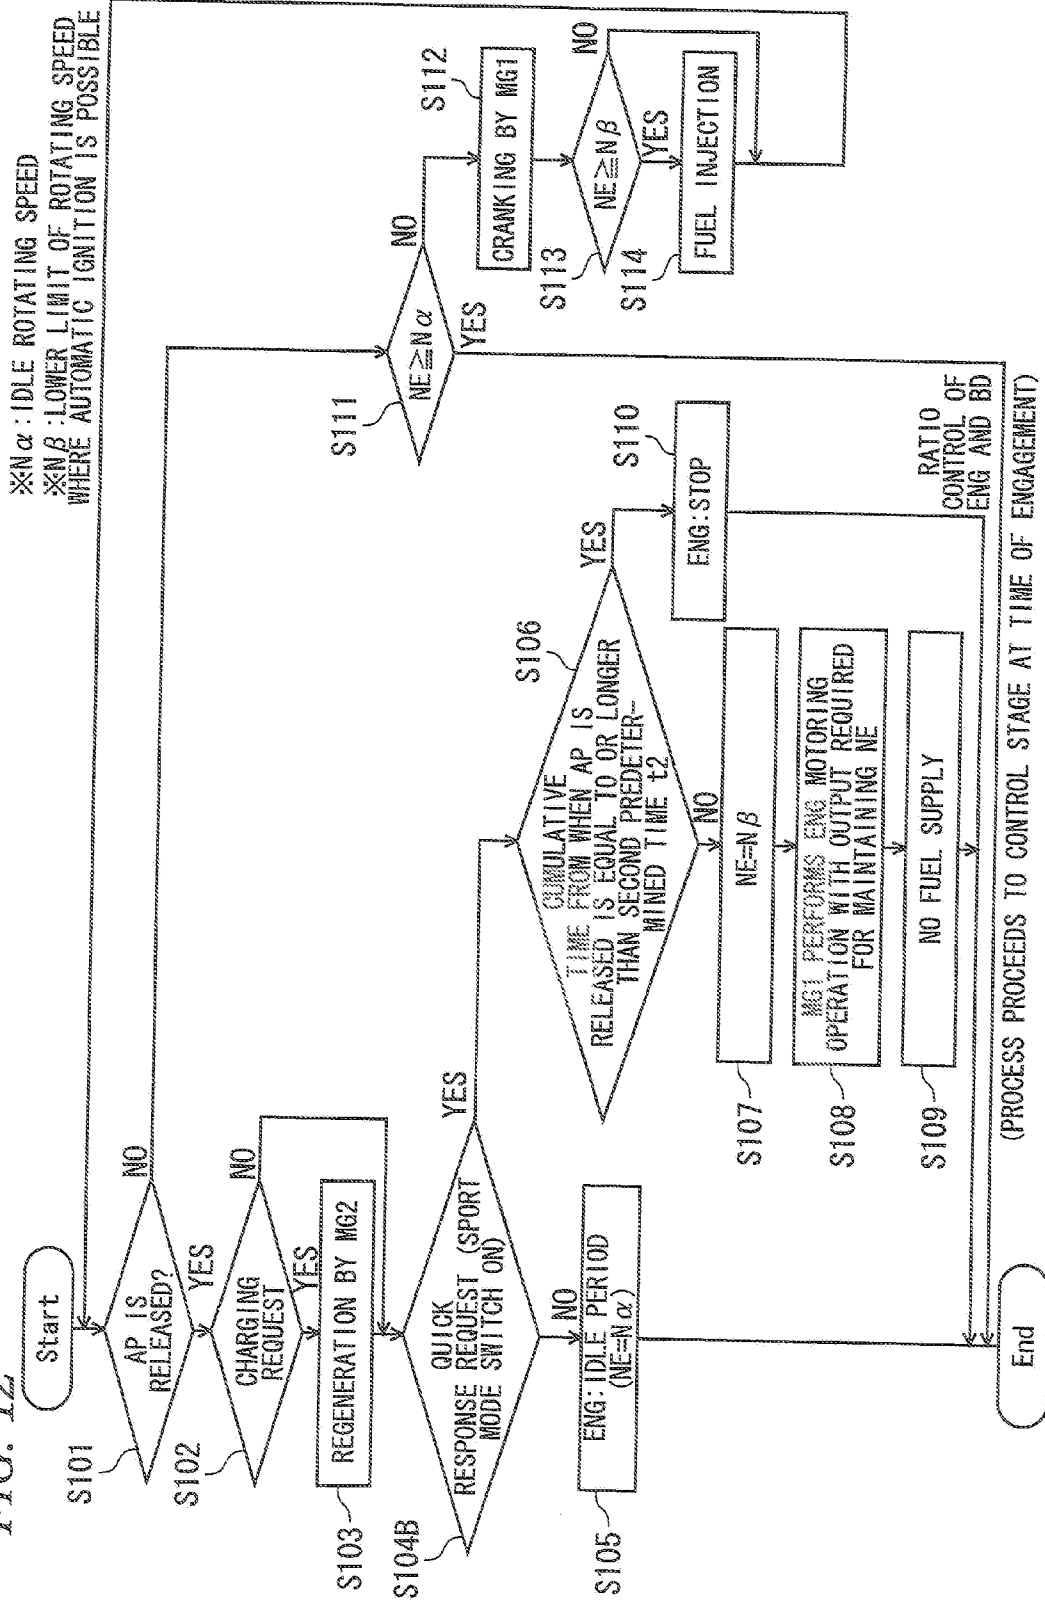 FIG. 12
※Nα:IDLE ROTATING SPEED
※Nβ:LOWER LIMIT OF ROTATING SPEED
WHERE AUTOMATIC IGNITION IS POSSIBLE
Start
S101
AP IS
RELEASED?
NO
YES
S102
CHARGING
REQUEST
NO
YES
S103
REGENERATION BY MG2
S104B
QUICK
RESPONSE REQUEST (SPORT
MODE SWITCH ON)
YES
NO
S105
ENG:IDLE PERIOD
(NE=Nα)
S106
CUMULATIVE
TIME FROM WHEN AP IS
RELEASED IS EQUAL TO OR LONGER
THAN SECOND PREDETER-
MINED TIME t2
YES
NO
S107
NE=Nβ
S108
MG1 PERFORMS ENG MOTORING
OPERATION WITH OUTPUT REQUIRED
FOR MAINTAINING NE
S109
NO FUEL SUPPLY
S110
ENG:STOP
S111
NE≧Nα
NO
YES
S112
CRANKING BY MG1
S113
NE≧Nβ
NO
YES
S114
FUEL INJECTION
RATIO
CONTROL OF
ENG AND BD
(PROCESS PROCEEDS TO CONTROL STAGE AT TIME OF ENGAGEMENT)
End